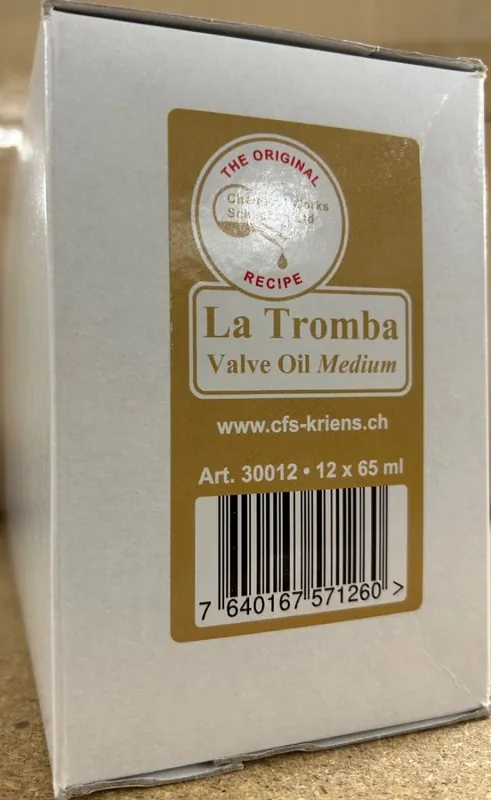 THE ORIGINAL
Works
Ltd
RECIPE
La Tromba
Valve Oil Medium
www.cfs-kriens.ch
Art. 30012 • 12 x 65 ml
7 640167 571260 >